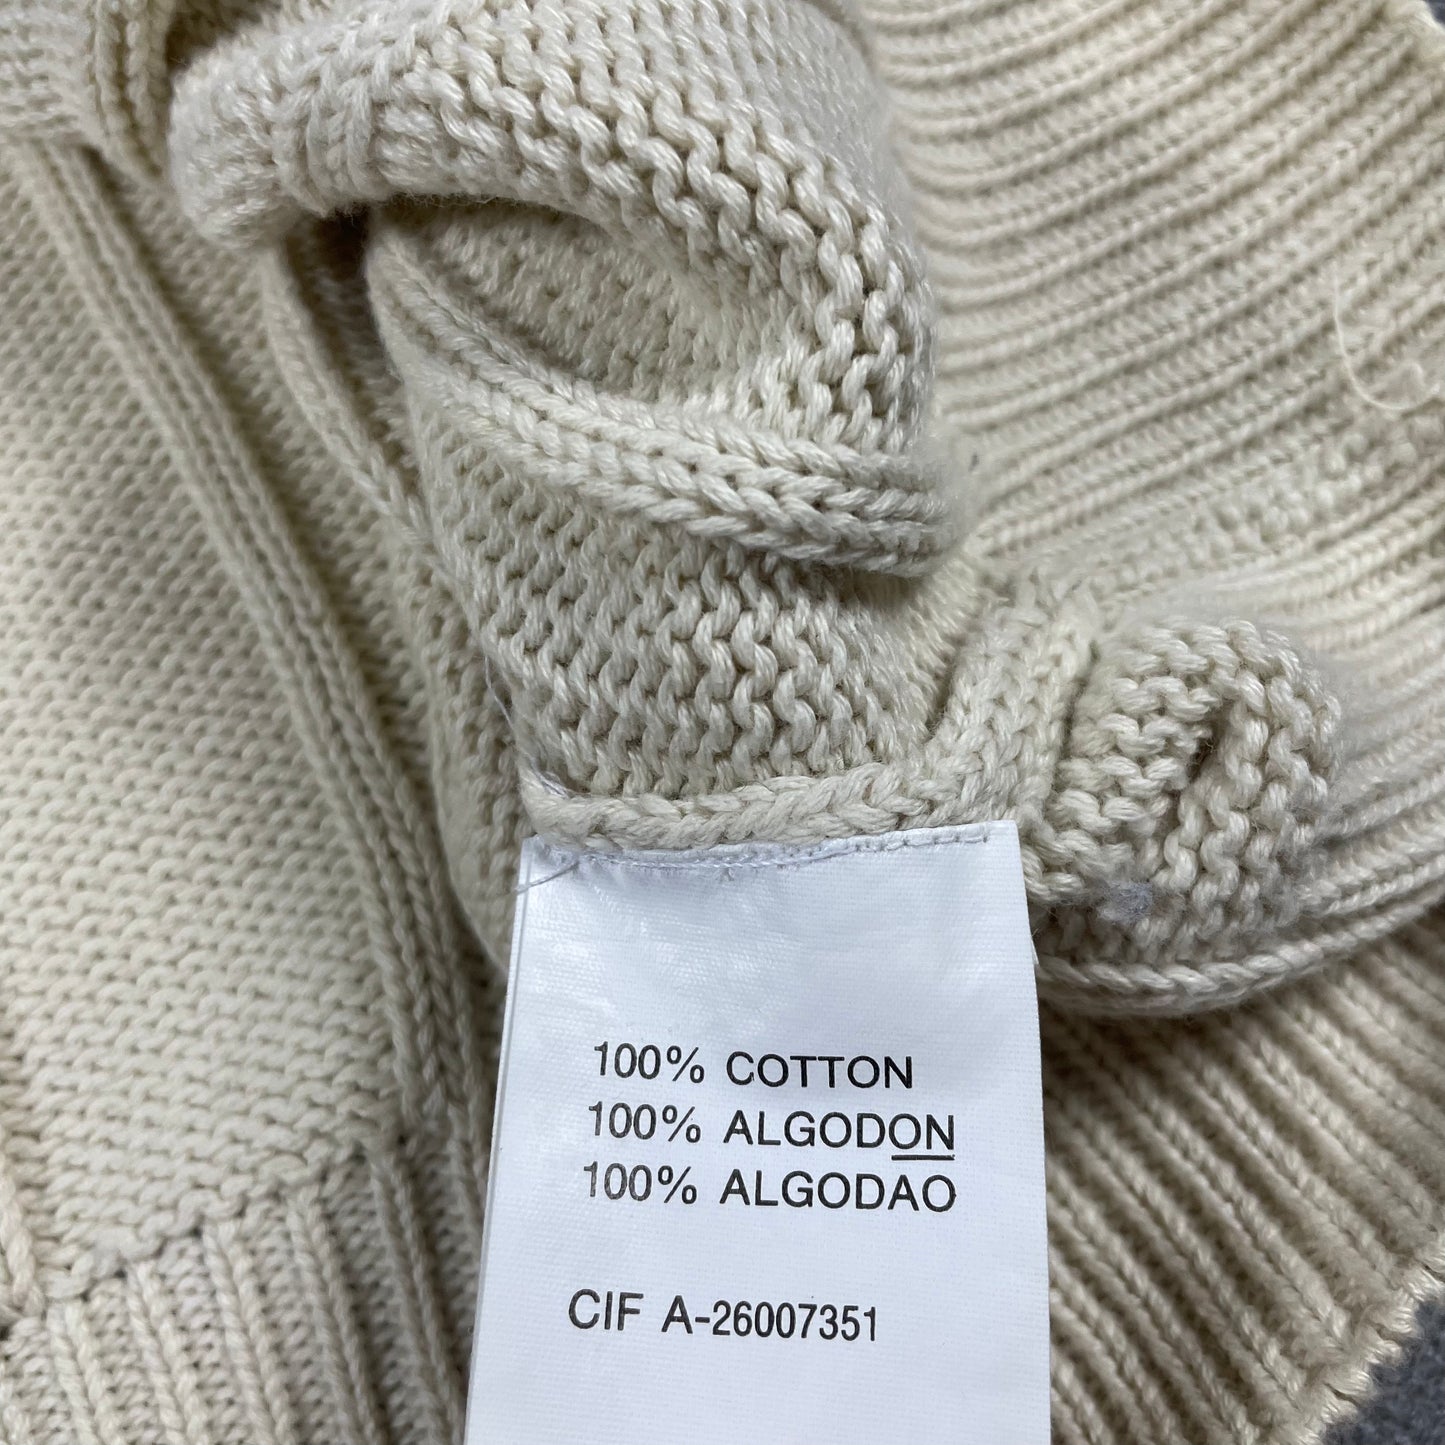 100% COTTON
100% ALGODON
100% ALGODAO
CIF A-26007351